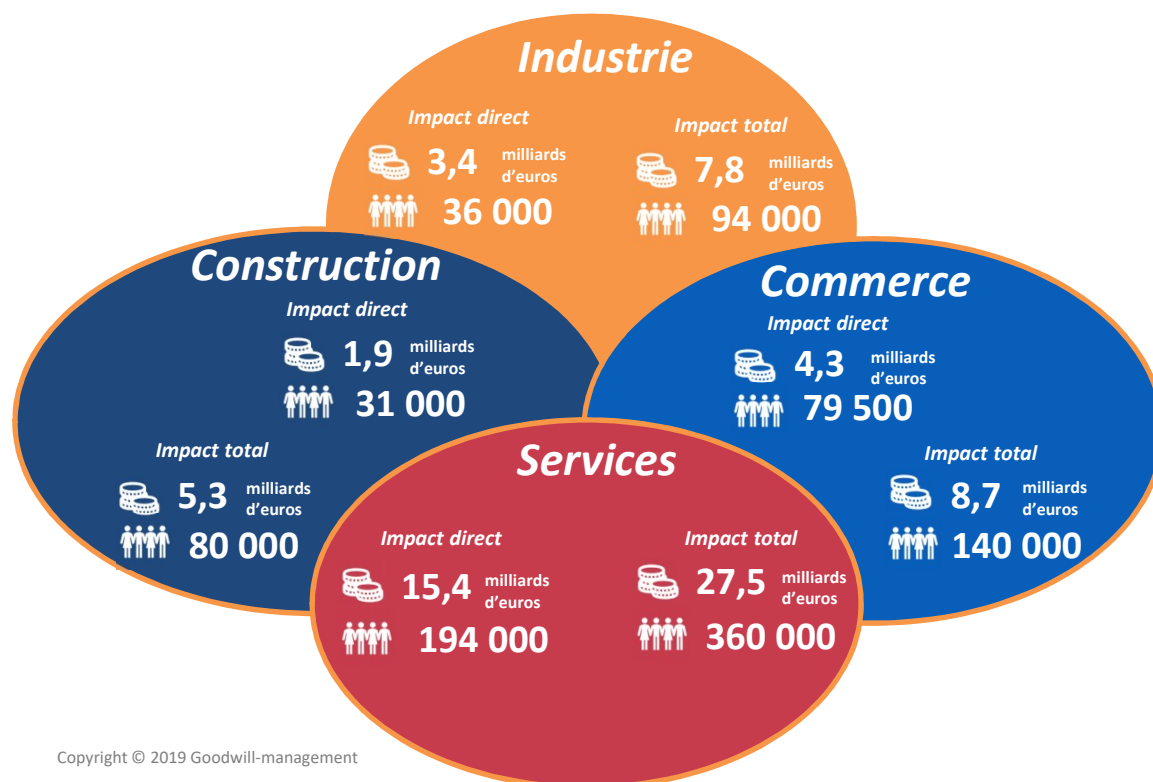 Industrie
Impact direct
3,4 milliards
d’euros
36 000
Impact total
7,8 milliards
d’euros
94 000
Construction
Impact direct
1,9 milliards
d’euros
31 000
Impact total
5,3 milliards
d’euros
80 000
Commerce
Impact direct
4,3 milliards
d’euros
79 500
Impact total
8,7 milliards
d’euros
140 000
Services
Impact direct
15,4 milliards
d’euros
194 000
Impact total
27,5 milliards
d’euros
360 000
Copyright © 2019 Goodwill-management